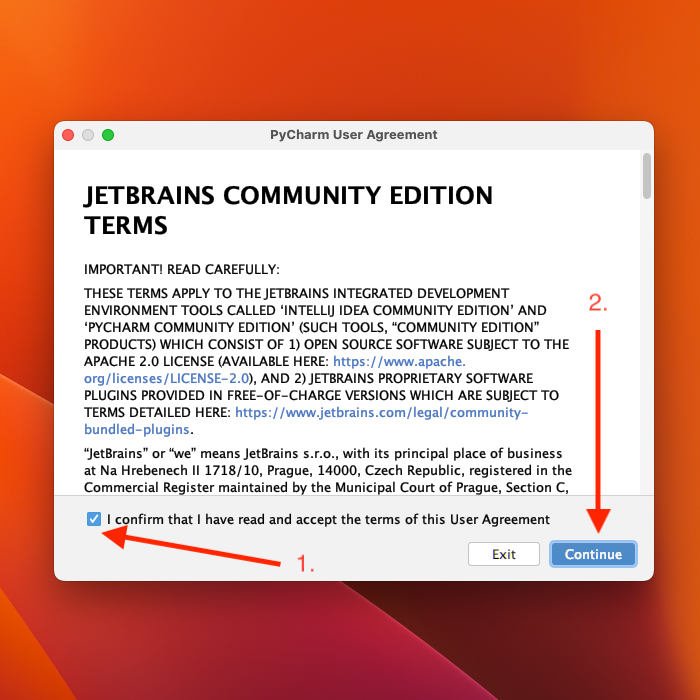 PyCharm User Agreement
JETBRAINS COMMUNITY EDITION
TERMS
IMPORTANT! READ CAREFULLY:
THESE TERMS APPLY TO THE JETBRAINS INTEGRATED DEVELOPMENT
ENVIRONMENT TOOLS CALLED ‘INTELLIJ IDEA COMMUNITY EDITION’ AND
‘PYCHARM COMMUNITY EDITION’ (SUCH TOOLS, “COMMUNITY EDITION”
PRODUCTS) WHICH CONSIST OF 1) OPEN SOURCE SOFTWARE SUBJECT TO THE
APACHE 2.0 LICENSE (AVAILABLE HERE: https://www.apache.
org/licenses/LICENSE-2.0), AND 2) JETBRAINS PROPRIETARY SOFTWARE
PLUGINS PROVIDED IN FREE-OF-CHARGE VERSIONS WHICH ARE SUBJECT TO
TERMS DETAILED HERE: https://www.jetbrains.com/legal/community-
bundled-plugins.
“JetBrains” or “we” means JetBrains s.r.o., with its principal place of business
at Na Hrebenech II 1718/10, Prague, 14000, Czech Republic, registered in the
Commercial Register maintained by the Municipal Court of Prague, Section C,
2.
I confirm that I have read and accept the terms of this User Agreement
1.
Exit
Continue